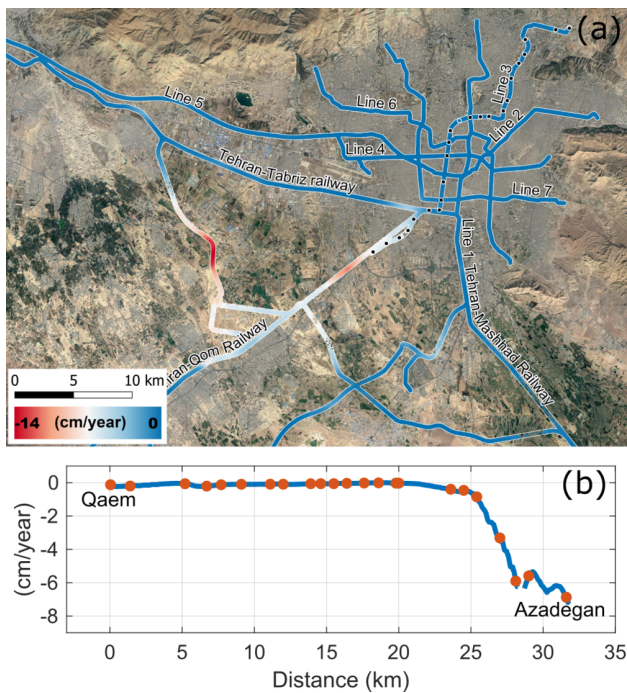 (a)
Line 3
Line 5
Line 6
Line 2
Line 4
Tehran-Tabriz railway
Line 7
Line 1
Tehran-Mashhad Railway
ran-Qom Railway
0 5 10 km
-14 (cm/year) 0
(b)
0
Qaem
-2
-4
-6
-8
(cm/year)
Azadegan
0 5 10 15 20 25 30 35
Distance (km)